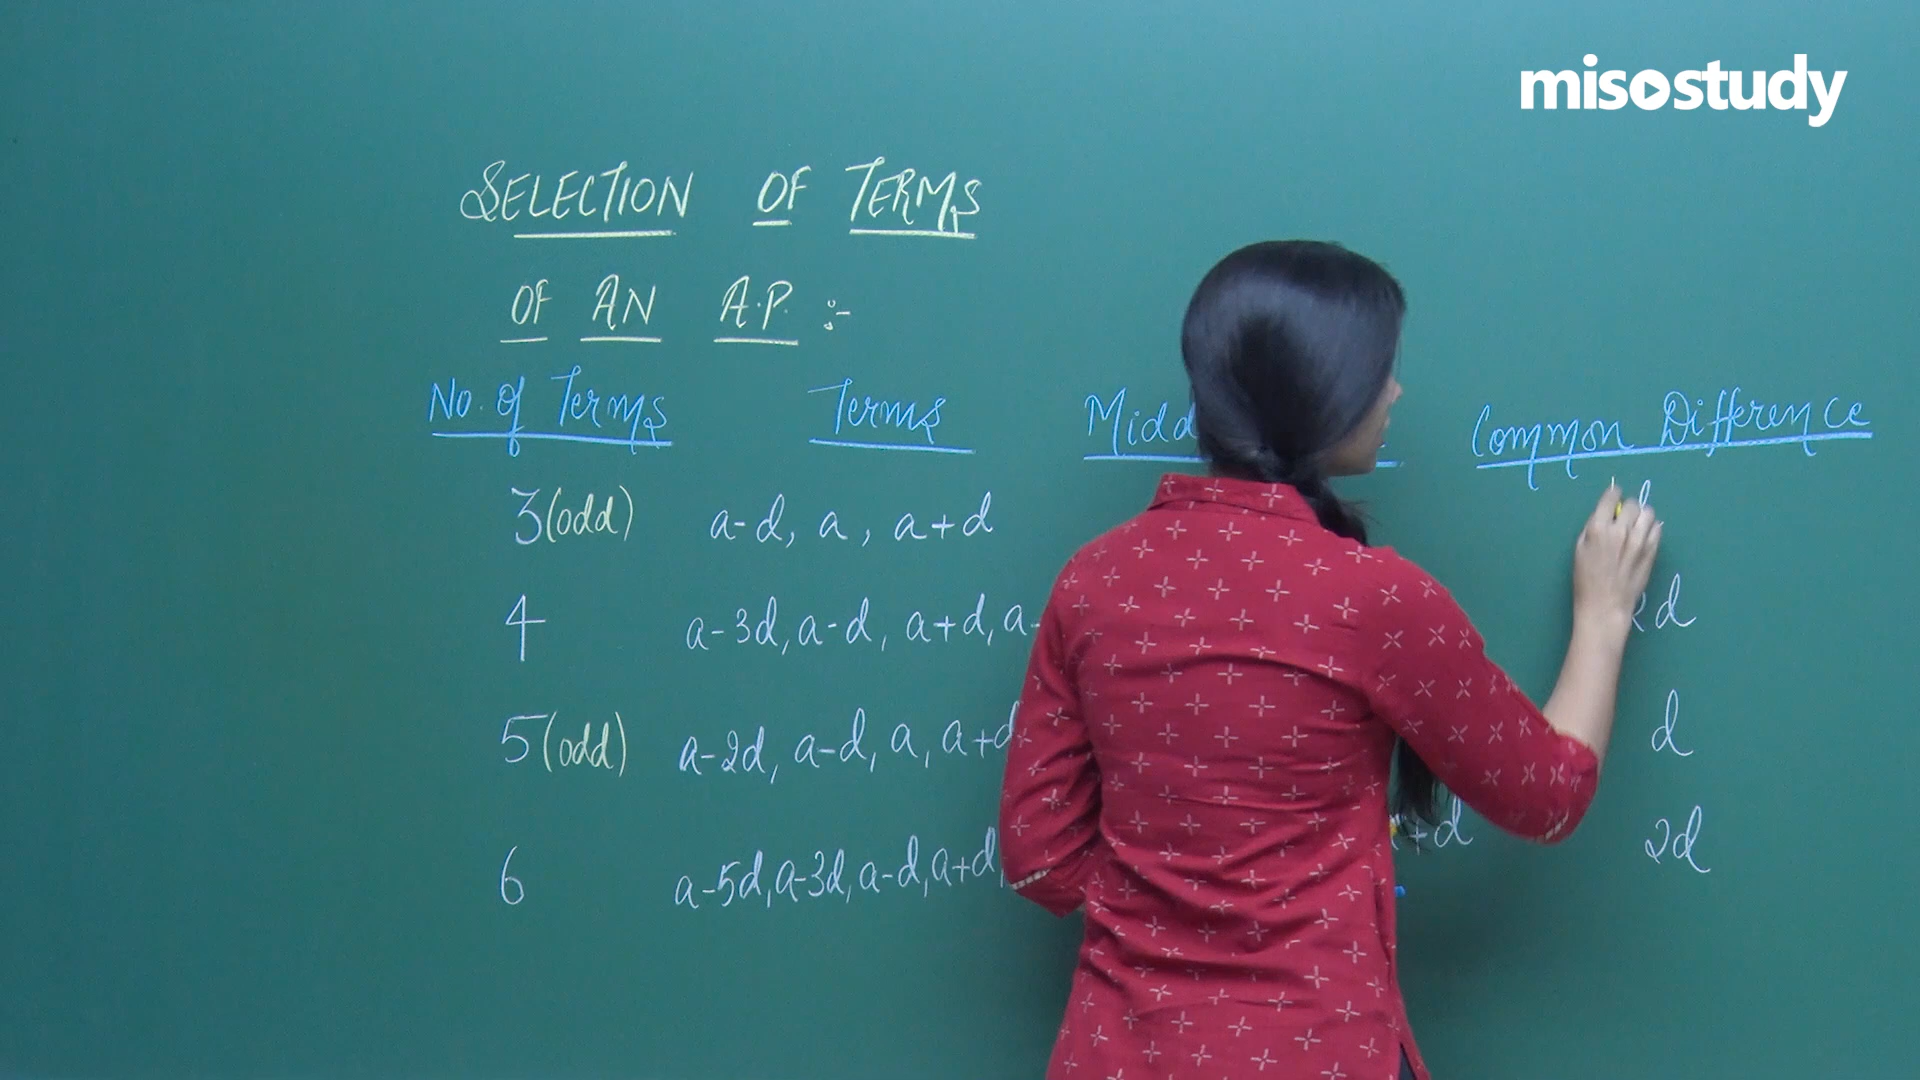 misostudy
SELECTION OF TERMS
OF AN A.P. :-
No. of Terms Terms Common Difference
3(odd) a-d, a, a+d d
4 a-3d, a-d, a+d, a 2d
5(odd) a-2d, a-d, a, a+d d
6 a-5d, a-3d, a-d, a+d, +d 2d